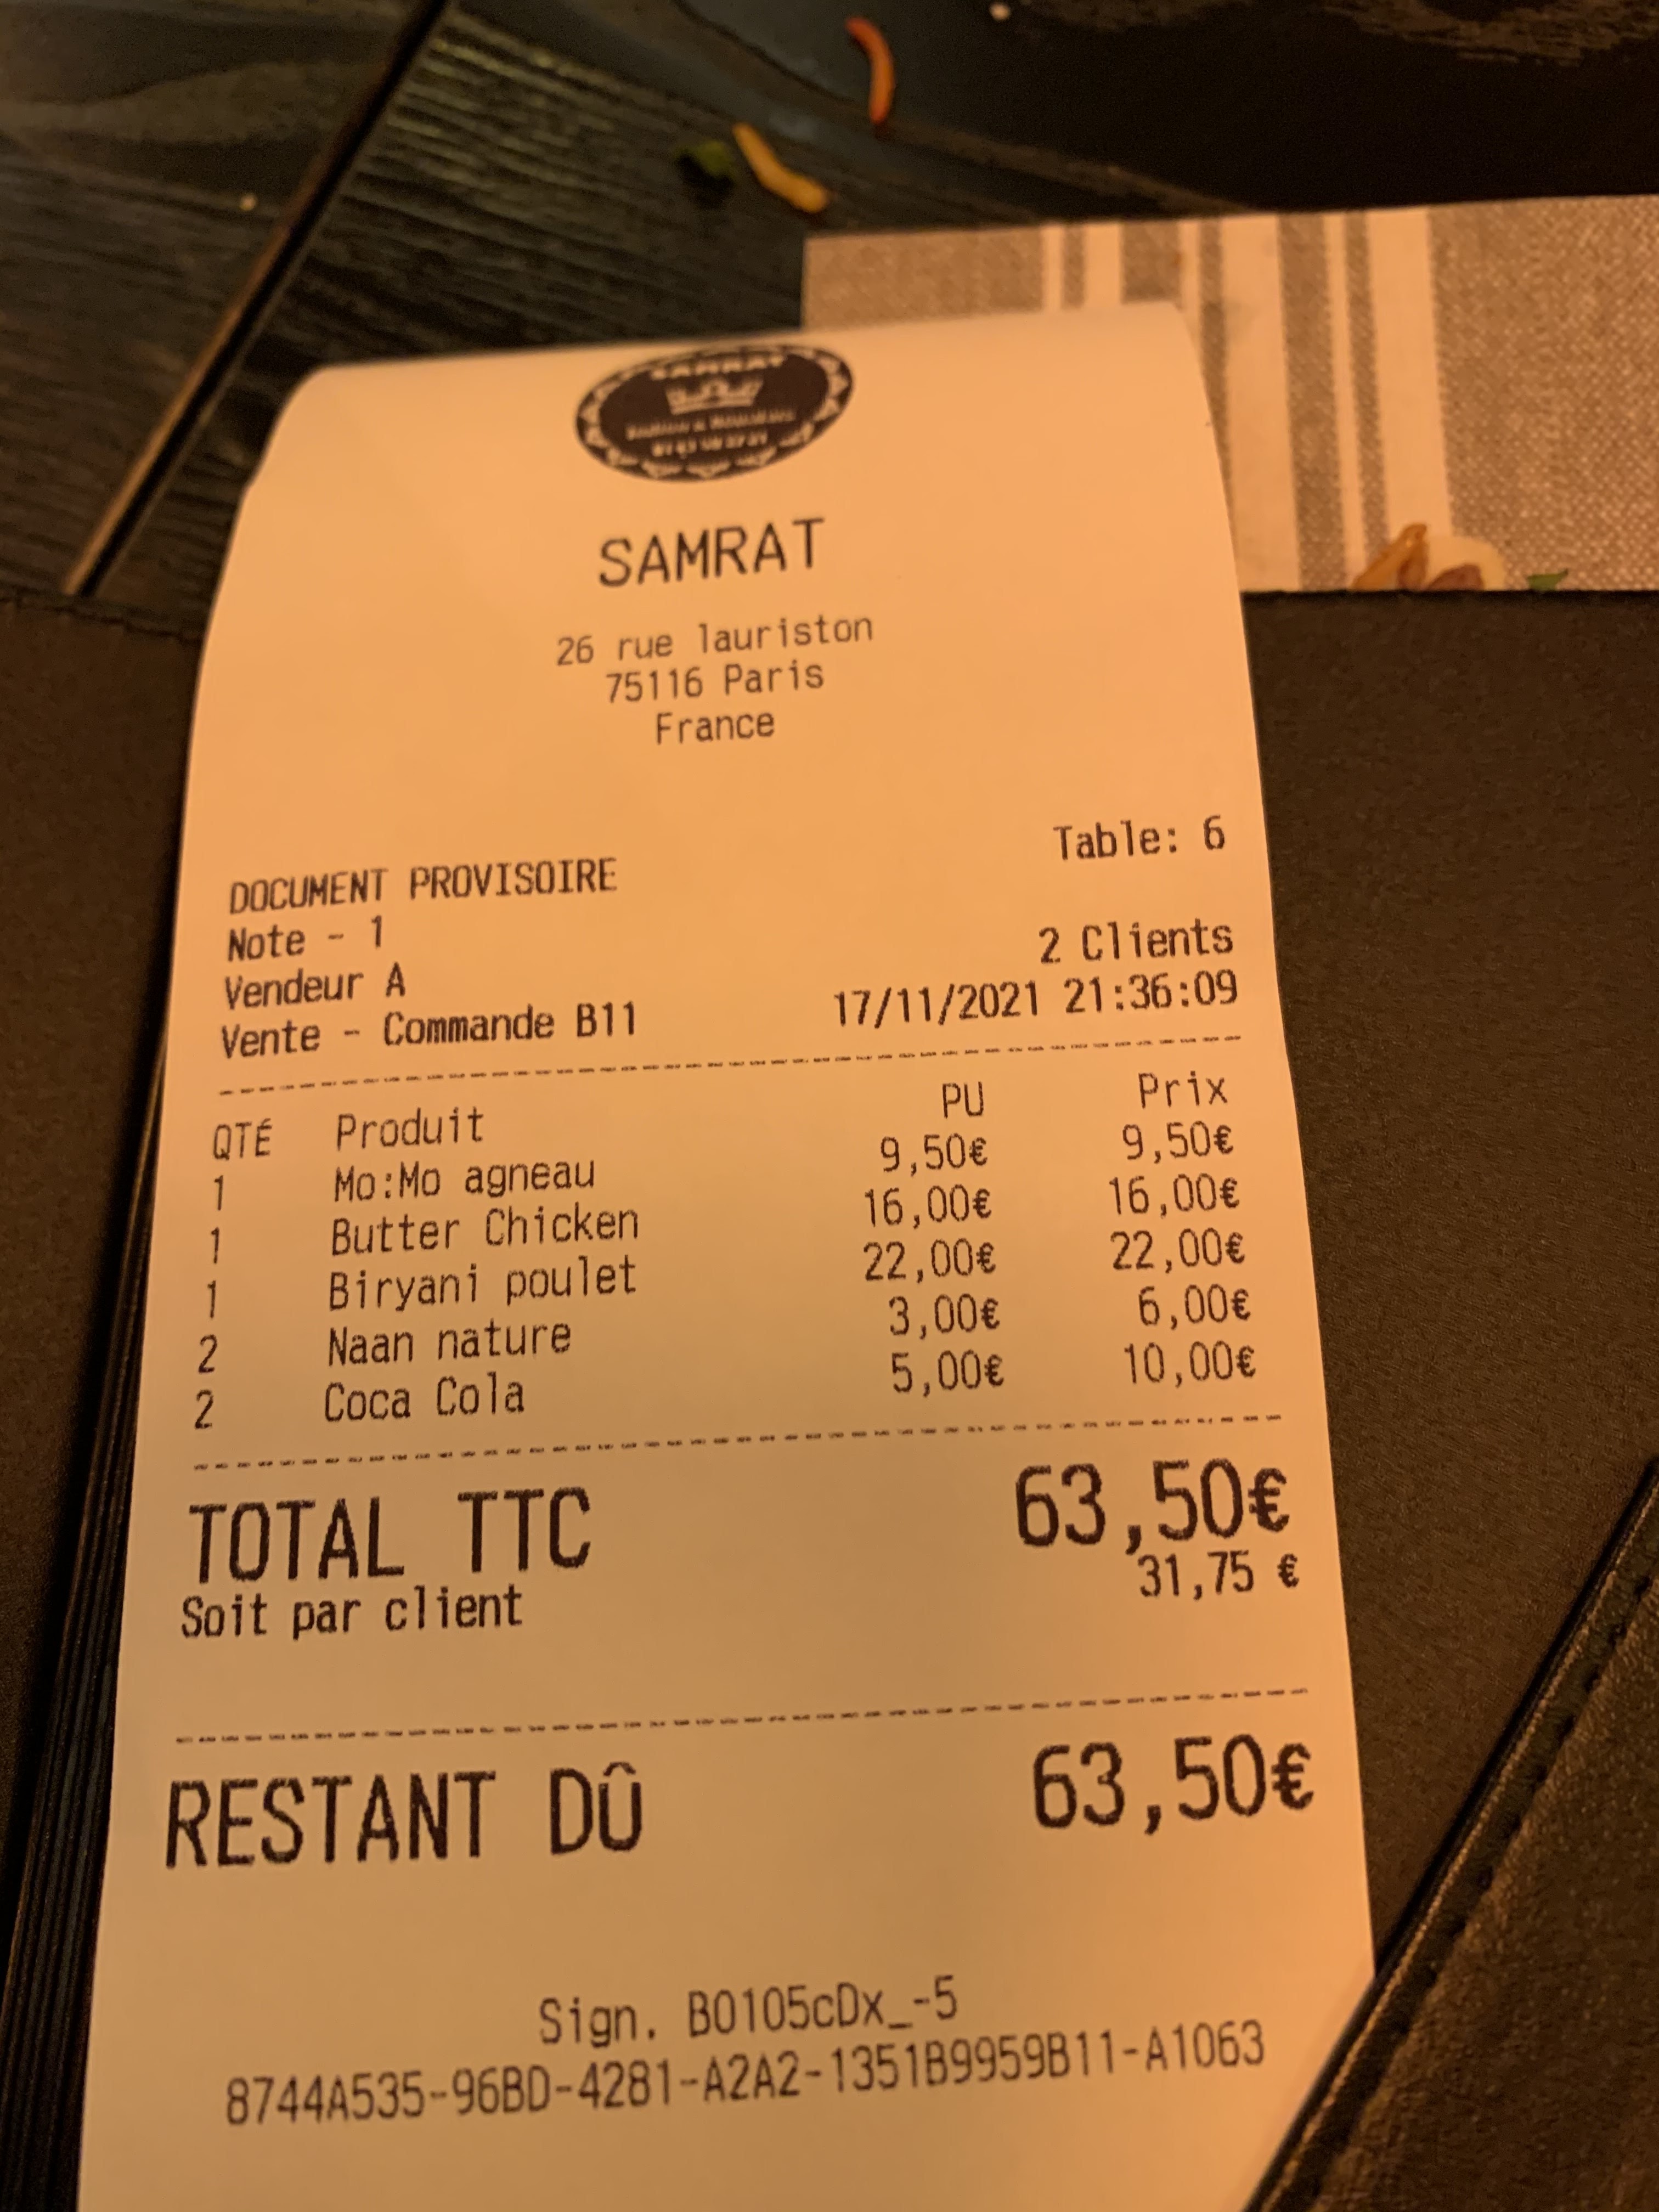 SAMRAT
SAMRAT
26 rue lauriston
75116 Paris
France
Table: 6
DOCUMENT PROVISOIRE
Note - 1
2 Clients
Vendeur A
Vente - Commande B11 17/11/2021 21:36:09
QTÉ Produit PU Prix
1 Mo:Mo agneau 9,50€ 9,50€
1 Butter Chicken 16,00€ 16,00€
1 Biryani poulet 22,00€ 22,00€
2 Naan nature 3,00€ 6,00€
2 Coca Cola 5,00€ 10,00€
TOTAL TTC 63,50€
Soit par client 31,75 €
RESTANT DÛ 63,50€
Sign. B0105cDx_-5
8744A535-96BD-4281-A2A2-1351B9959B11-A1063